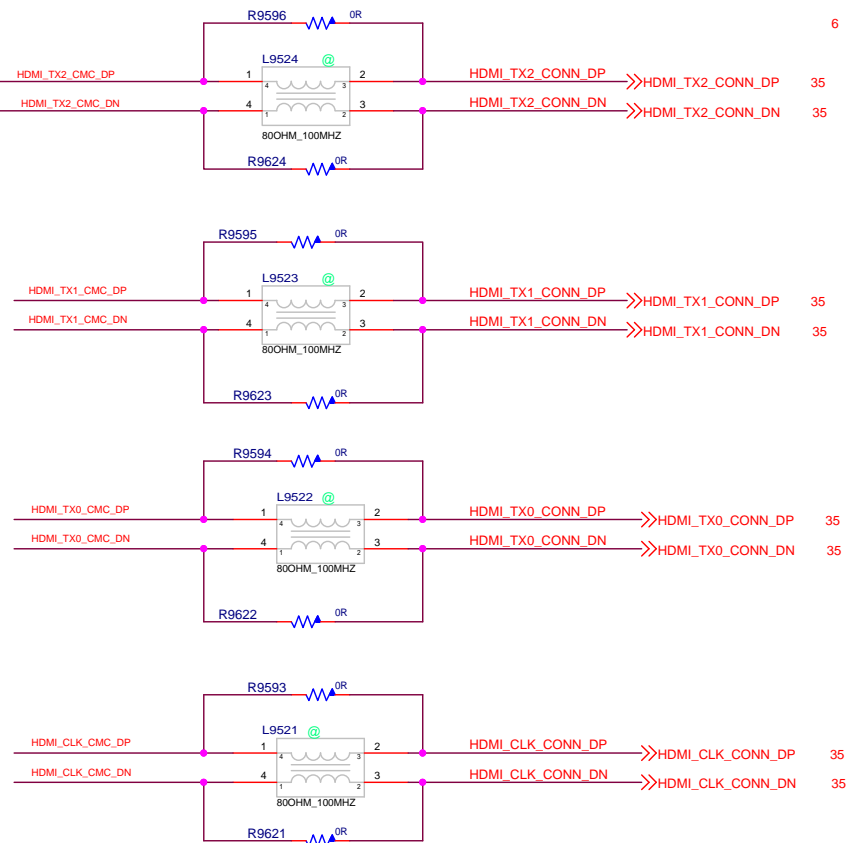 R9596 0R 6
L9524 @
HDMI_TX2_CMC_DP 1 4 3 2 HDMI_TX2_CONN_DP HDMI_TX2_CONN_DP 35
HDMI_TX2_CMC_DN 4 1 2 3 HDMI_TX2_CONN_DN HDMI_TX2_CONN_DN 35
80OHM_100MHZ
R9624 0R
R9595 0R
L9523 @
HDMI_TX1_CMC_DP 1 4 3 2 HDMI_TX1_CONN_DP HDMI_TX1_CONN_DP 35
HDMI_TX1_CMC_DN 4 1 2 3 HDMI_TX1_CONN_DN HDMI_TX1_CONN_DN 35
80OHM_100MHZ
R9623 0R
R9594 0R
L9522 @
HDMI_TX0_CMC_DP 1 4 3 2 HDMI_TX0_CONN_DP HDMI_TX0_CONN_DP 35
HDMI_TX0_CMC_DN 4 1 2 3 HDMI_TX0_CONN_DN HDMI_TX0_CONN_DN 35
80OHM_100MHZ
R9622 0R
R9593 0R
L9521 @
HDMI_CLK_CMC_DP 1 4 3 2 HDMI_CLK_CONN_DP HDMI_CLK_CONN_DP 35
HDMI_CLK_CMC_DN 4 1 2 3 HDMI_CLK_CONN_DN HDMI_CLK_CONN_DN 35
80OHM_100MHZ
R9621 0R